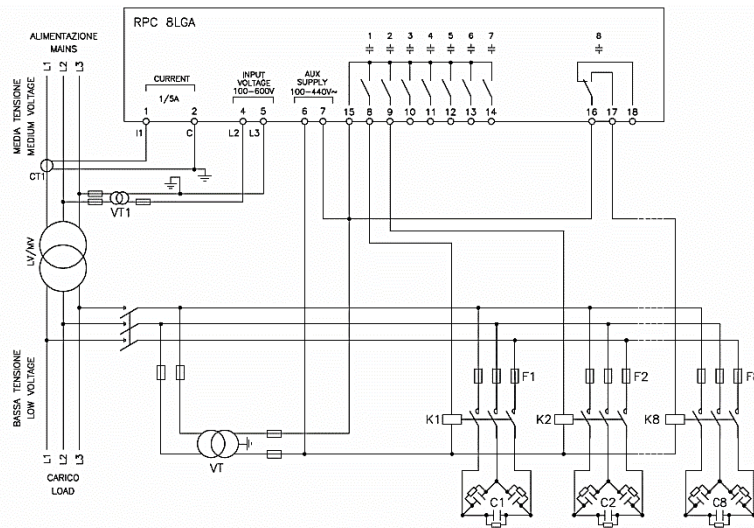 RPC 8LGA
ALIMENTAZIONE
MAINS
L1 L2 L3
CURRENT
1/5A
INPUT
VOLTAGE
100-600V
AUX
SUPPLY
100-440V~
1 2 3 4 5 6 7 8
1 2 4 5 6 7 15 8 9 10 11 12 13 14 16 17 18
I1 C L2 L3
MEDIA TENSIONE
MEDIUM VOLTAGE
CT1
VT1
LV/MV
BASSA TENSIONE
LOW VOLTAGE
F1 F2 F8
K1 K2 K8
VT
L1 L2 L3
CARICO
LOAD
C1 C2 C8